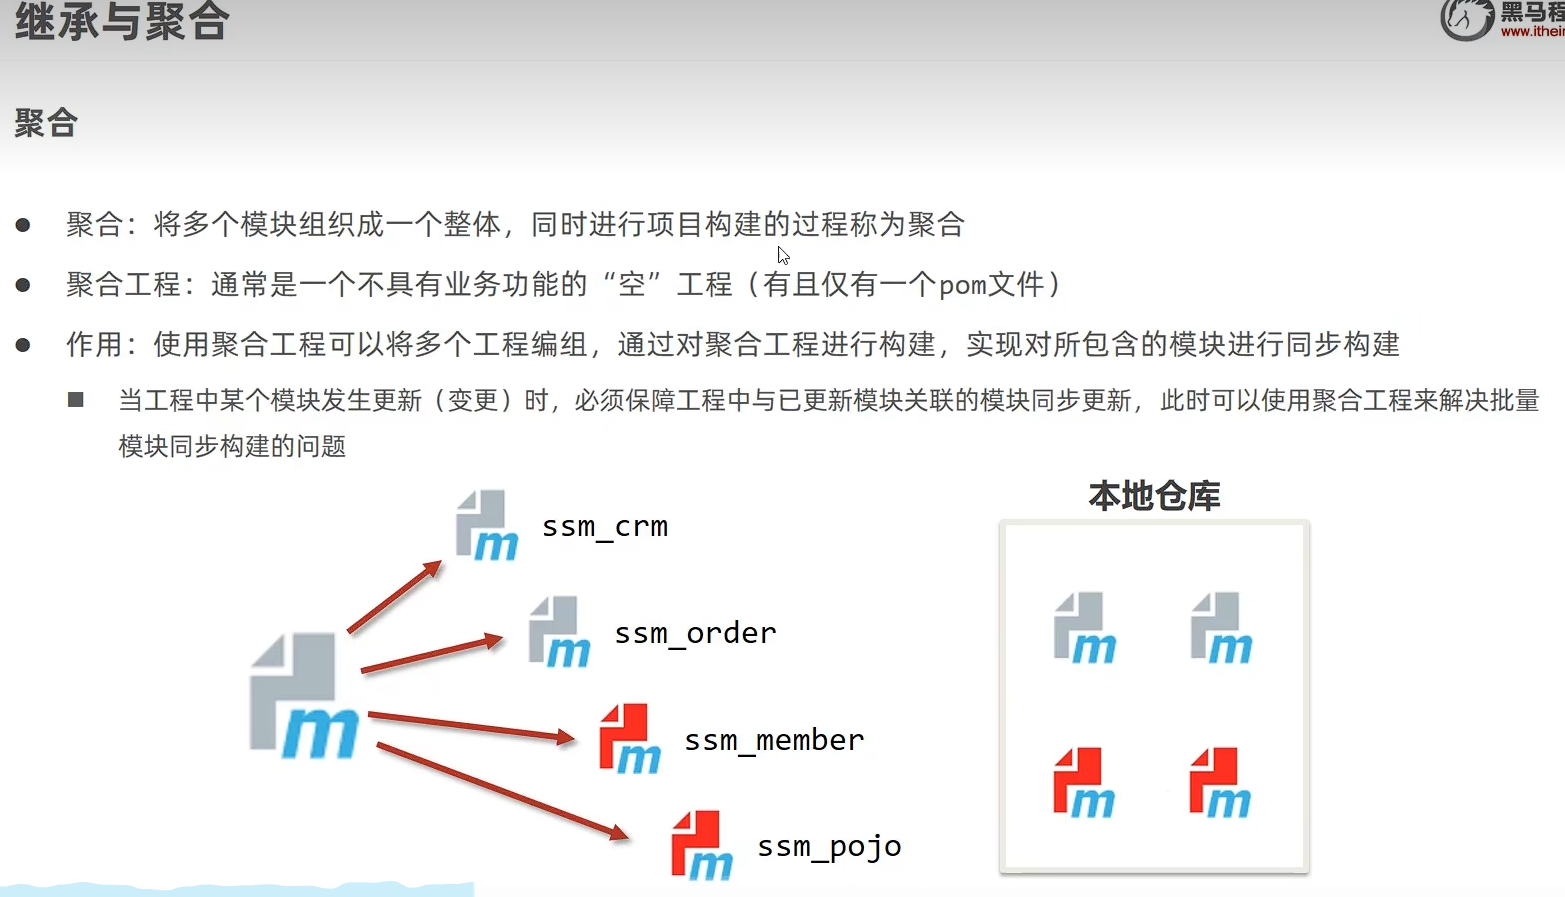 继承与聚合
黑马程
www.ithei
聚合
● 聚合：将多个模块组织成一个整体，同时进行项目构建的过程称为聚合
● 聚合工程：通常是一个不具有业务功能的“空”工程（有且仅有一个pom文件）
● 作用：使用聚合工程可以将多个工程编组，通过对聚合工程进行构建，实现对所包含的模块进行同步构建
■ 当工程中某个模块发生更新（变更）时，必须保障工程中与已更新模块关联的模块同步更新，此时可以使用聚合工程来解决批量
模块同步构建的问题
本地仓库
m ssm_crm
m ssm_order
m
m ssm_member
m ssm_pojo
m m
m m